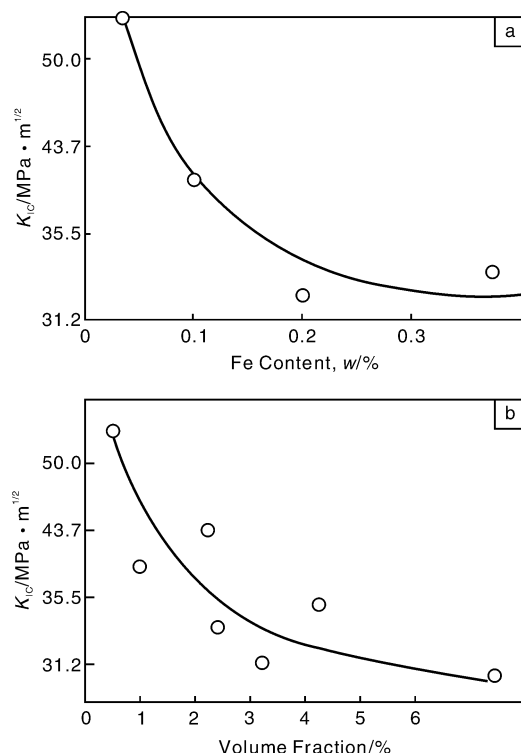 a
50.0
43.7
35.5
31.2
K_IC/MPa • m^1/2
0 0.1 0.2 0.3
Fe Content, w/%
b
50.0
43.7
35.5
31.2
K_IC/MPa • m^1/2
0 1 2 3 4 5 6
Volume Fraction/%